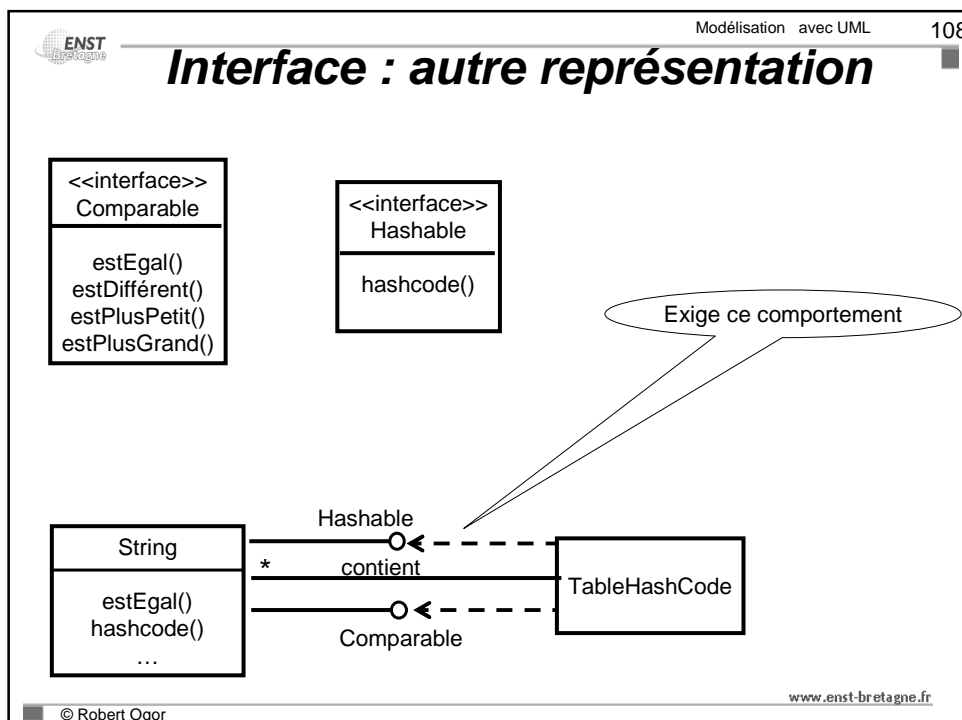 ENST
Bretagne
Modélisation avec UML
108
Interface : autre représentation
<<interface>>
Comparable
estEgal()
estDifférent()
estPlusPetit()
estPlusGrand()
<<interface>>
Hashable
hashcode()
Exige ce comportement
String
estEgal()
hashcode()
…
Hashable
*
contient
Comparable
TableHashCode
www.enst-bretagne.fr
© Robert Ogor